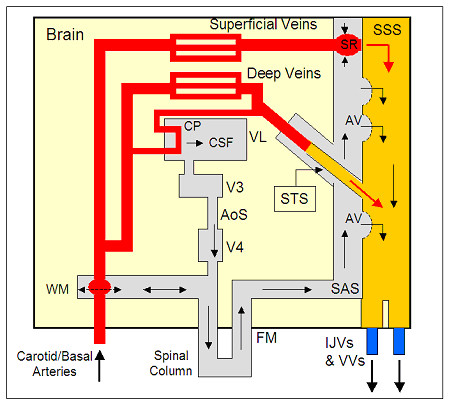 Brain
Superficial Veins
SSS
SR
Deep Veins
CP
CSF
VL
AV
STS
V3
AoS
V4
AV
WM
SAS
FM
Carotid/Basal
Arteries
Spinal
Column
IJVs
& VVs